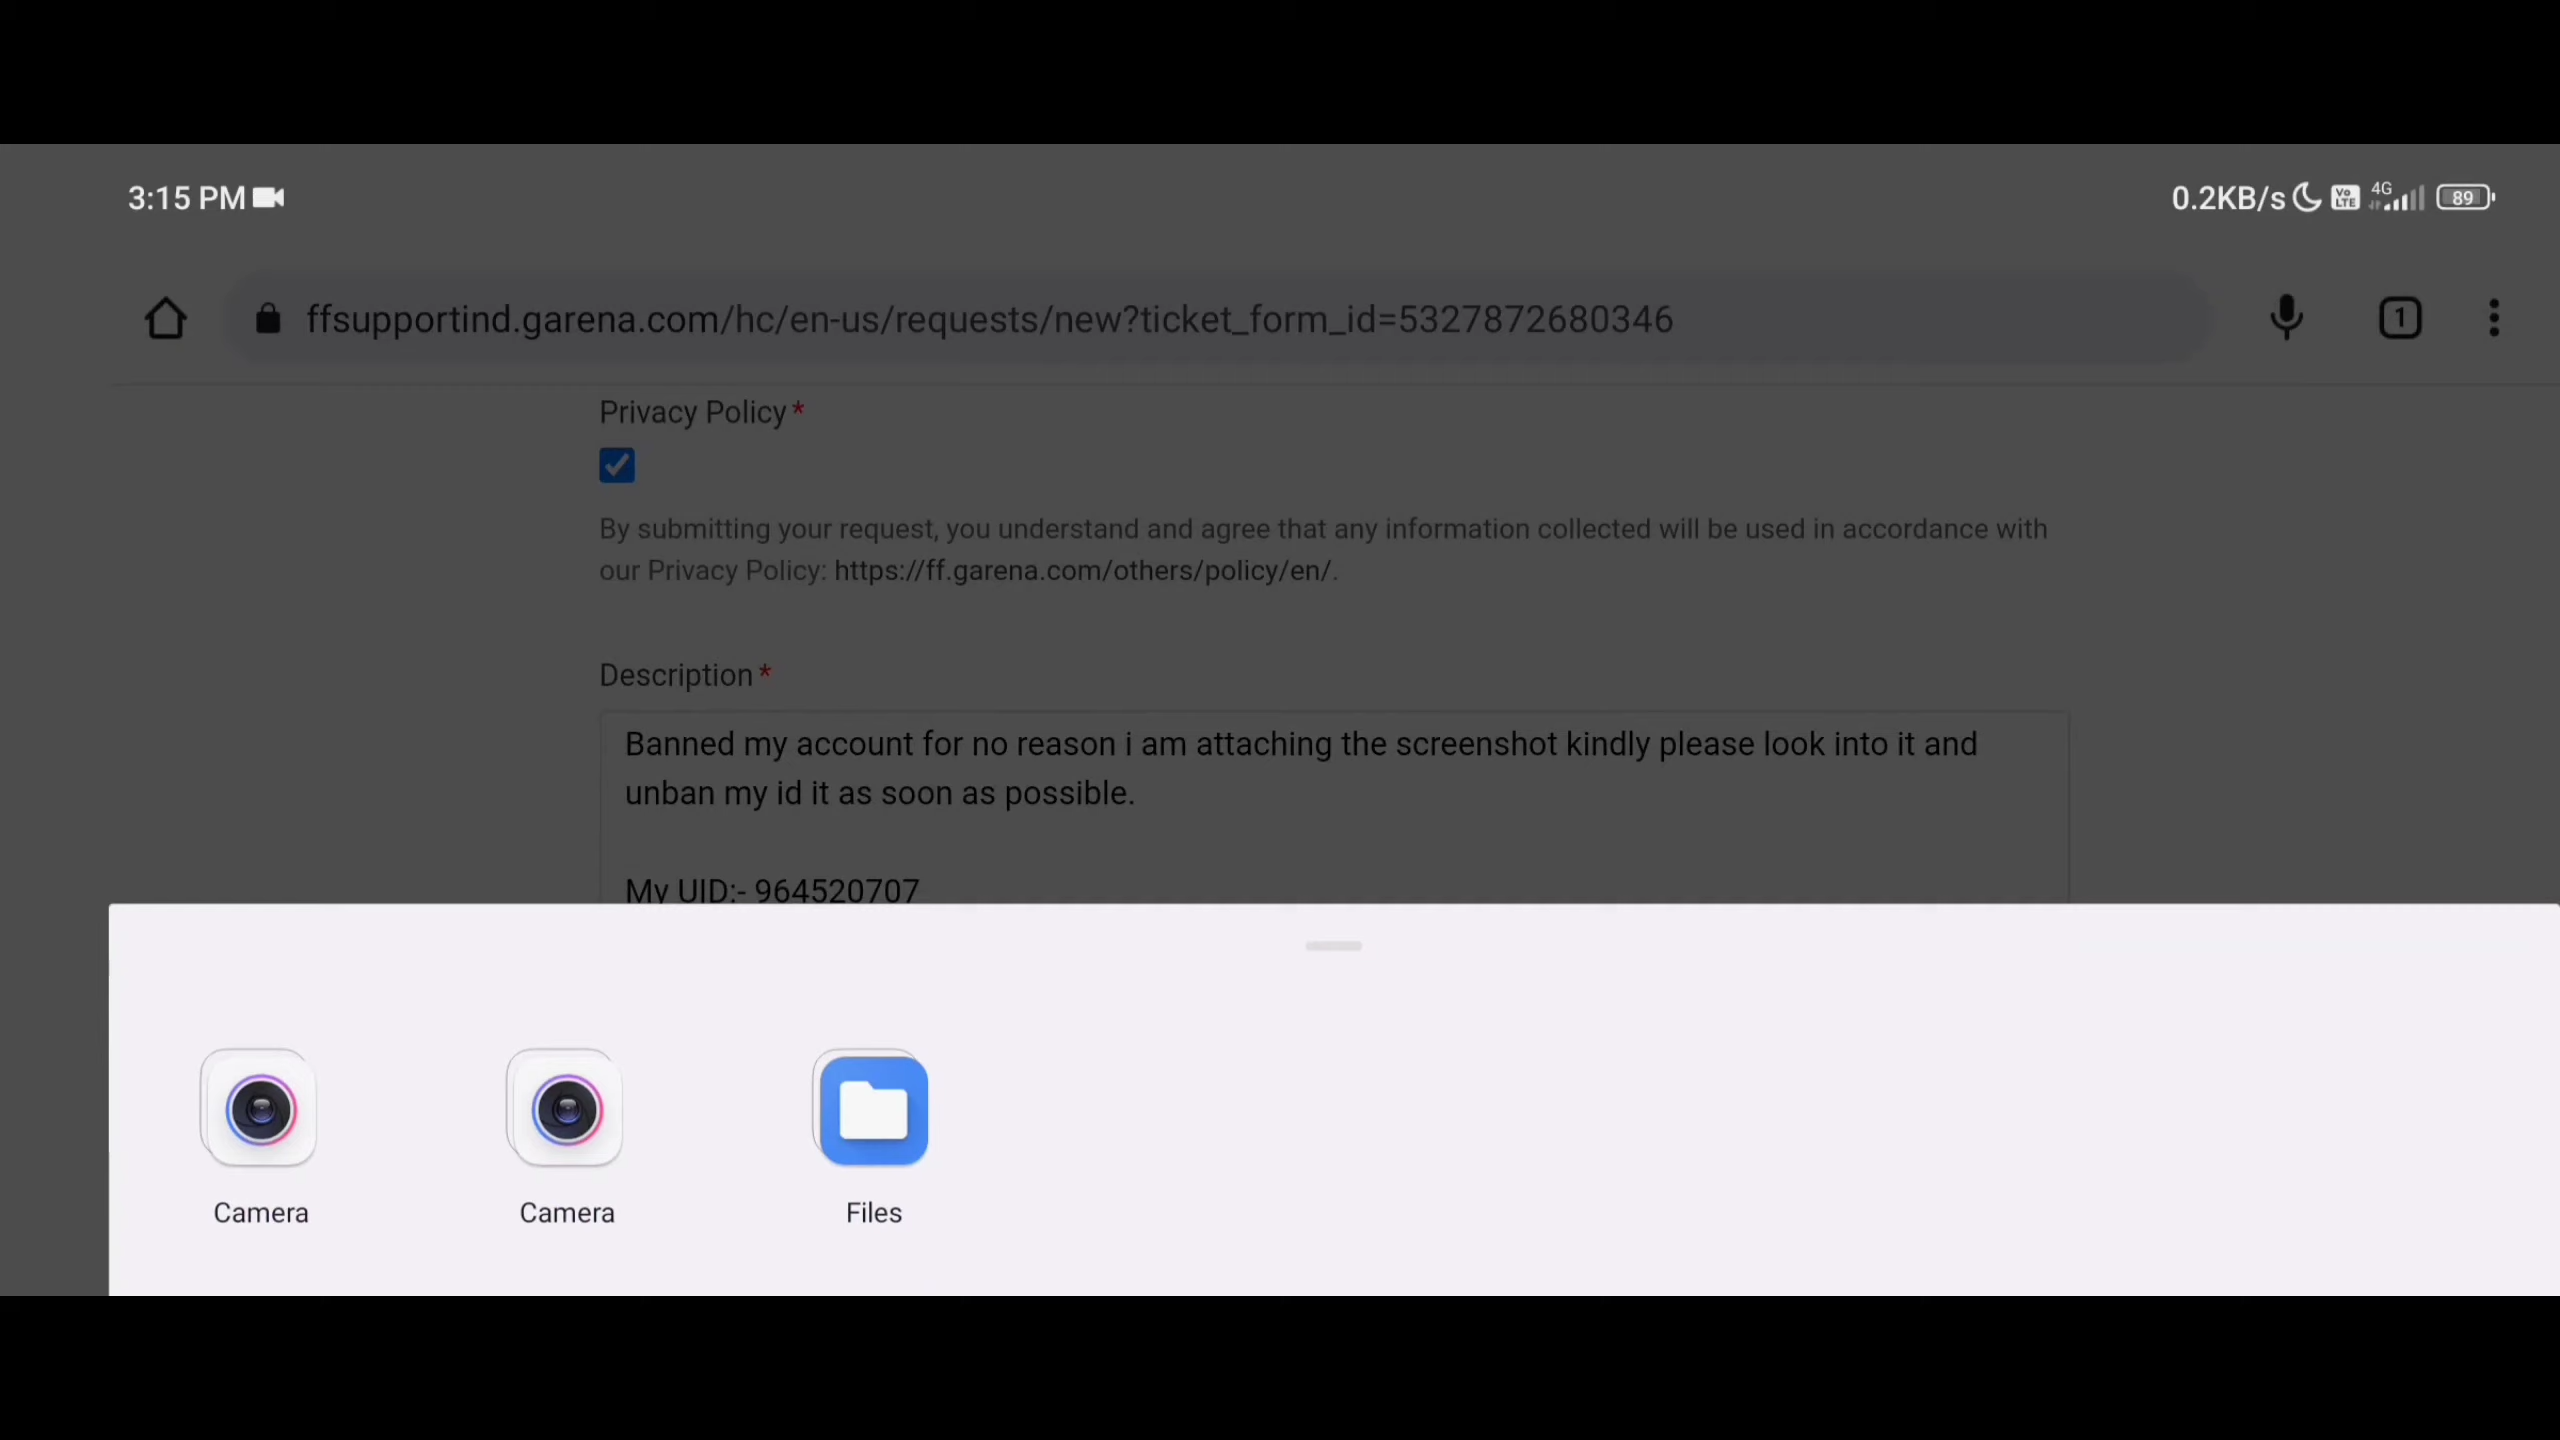 3:15 PM
0.2KB/s Vo LTE 4G 89
ffsupportind.garena.com/hc/en-us/requests/new?ticket_form_id=5327872680346
1
Privacy Policy*
By submitting your request, you understand and agree that any information collected will be used in accordance with
our Privacy Policy: https://ff.garena.com/others/policy/en/.
Description*
Banned my account for no reason i am attaching the screenshot kindly please look into it and
unban my id it as soon as possible.
My UID:- 964520707
Camera
Camera
Files